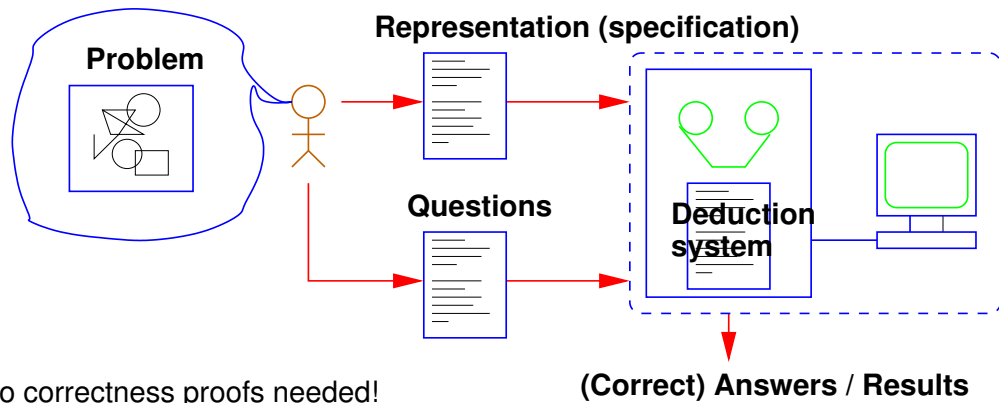 Representation (specification)
Problem
Questions
Deduction
system
(Correct) Answers / Results
o correctness proofs needed!